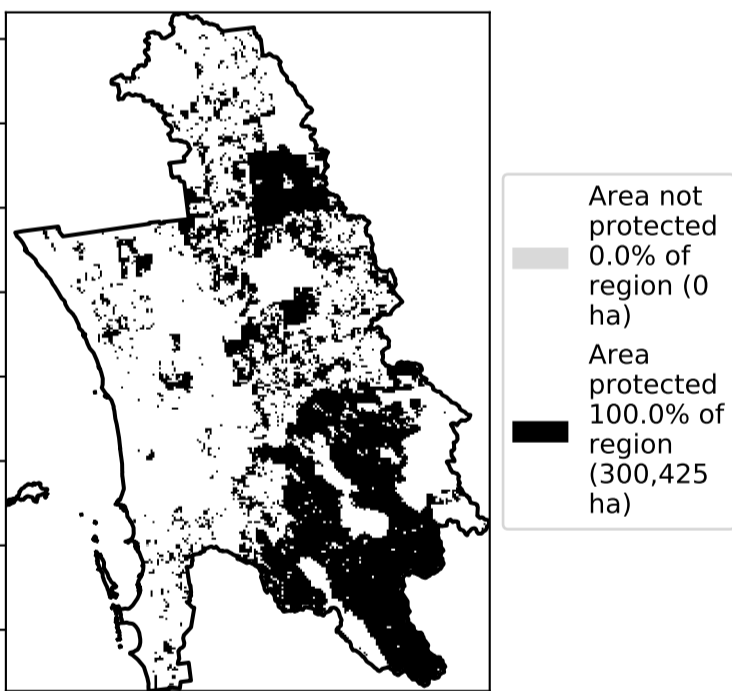 Area not
protected
0.0% of
region (0
ha)
Area
protected
100.0% of
region
(300,425
ha)